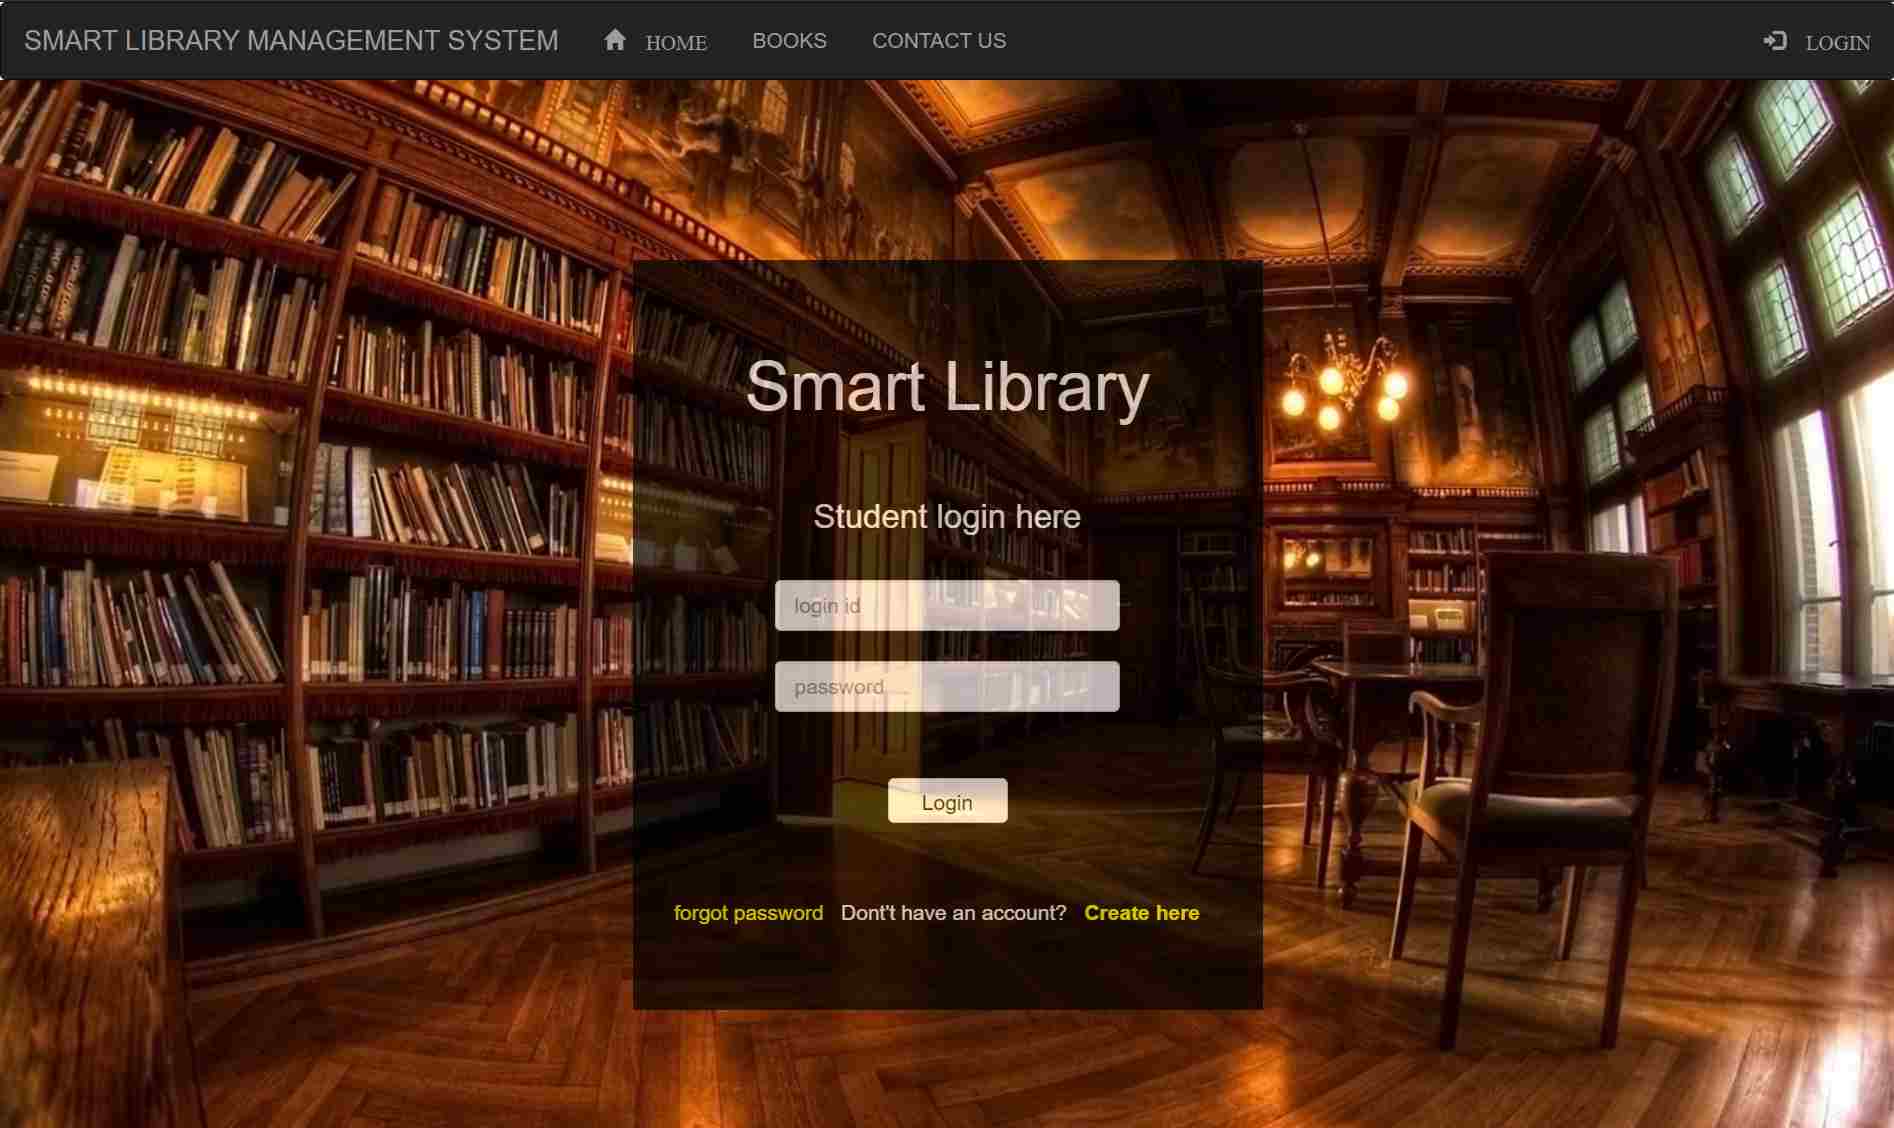 SMART LIBRARY MANAGEMENT SYSTEM HOME BOOKS CONTACT US LOGIN
Smart Library
Student login here
login id
password
Login
forgot password Dont't have an account? Create here